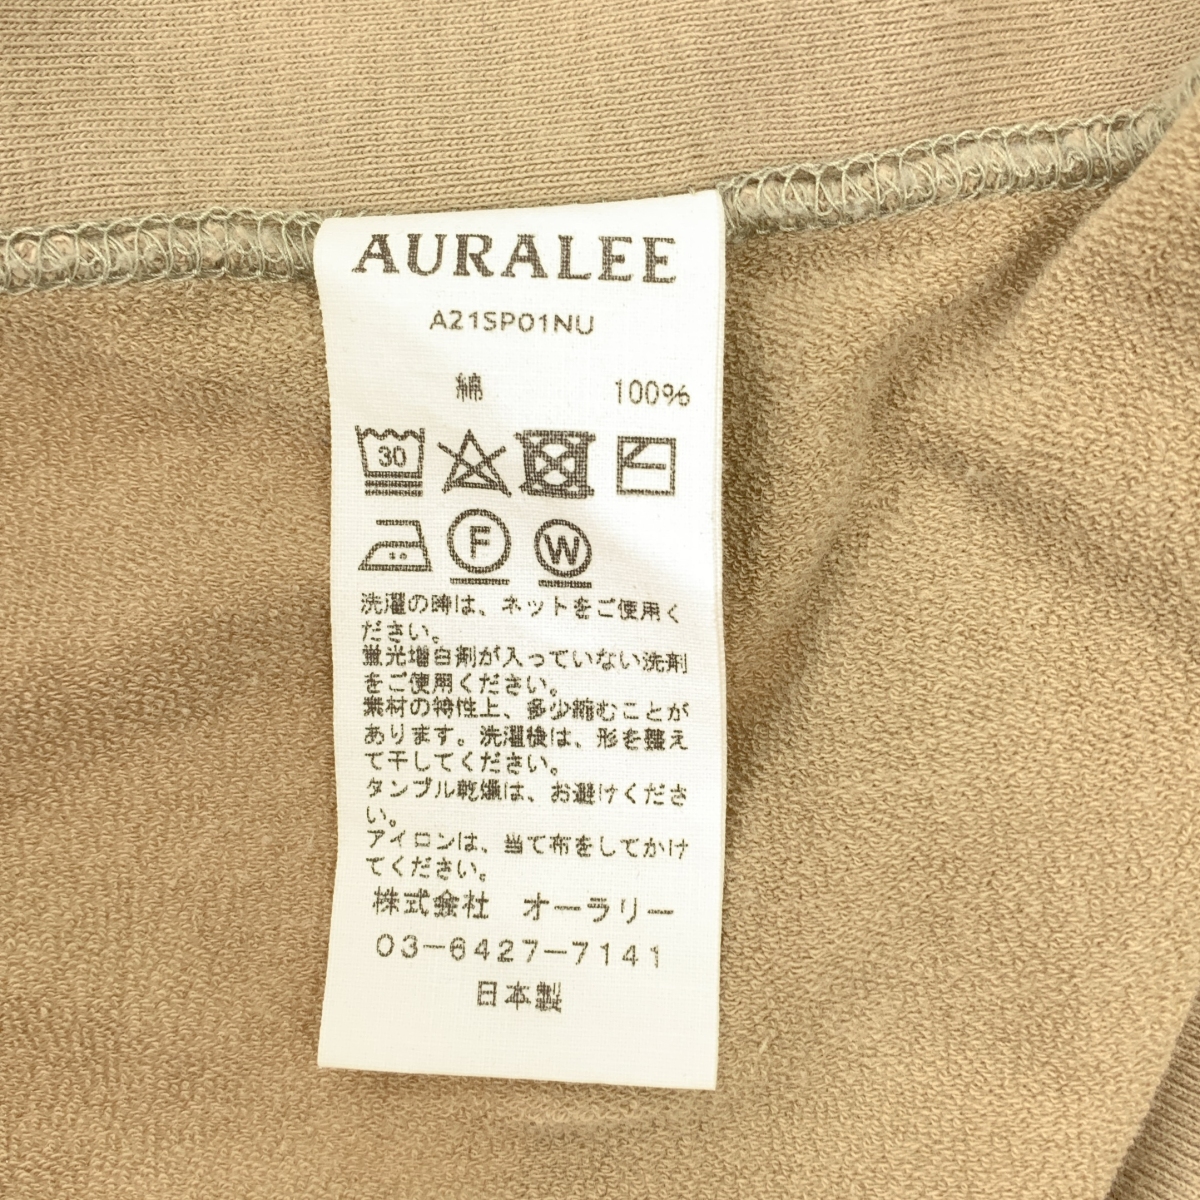 AURALEE
A21SP01NU
綿 100%
30
F W
洗濯の時は、ネットをご使用く
ださい。
蛍光増白剤が入っていない洗剤
をご使用ください。
素材の特性上、多少縮むことが
あります。洗濯後は、形を整え
て干してください。
タンブル乾燥は、お避けくださ
い。
アイロンは、当て布をしてかけ
てください。
株式会社 オーラリー
03-6427-7141
日本製